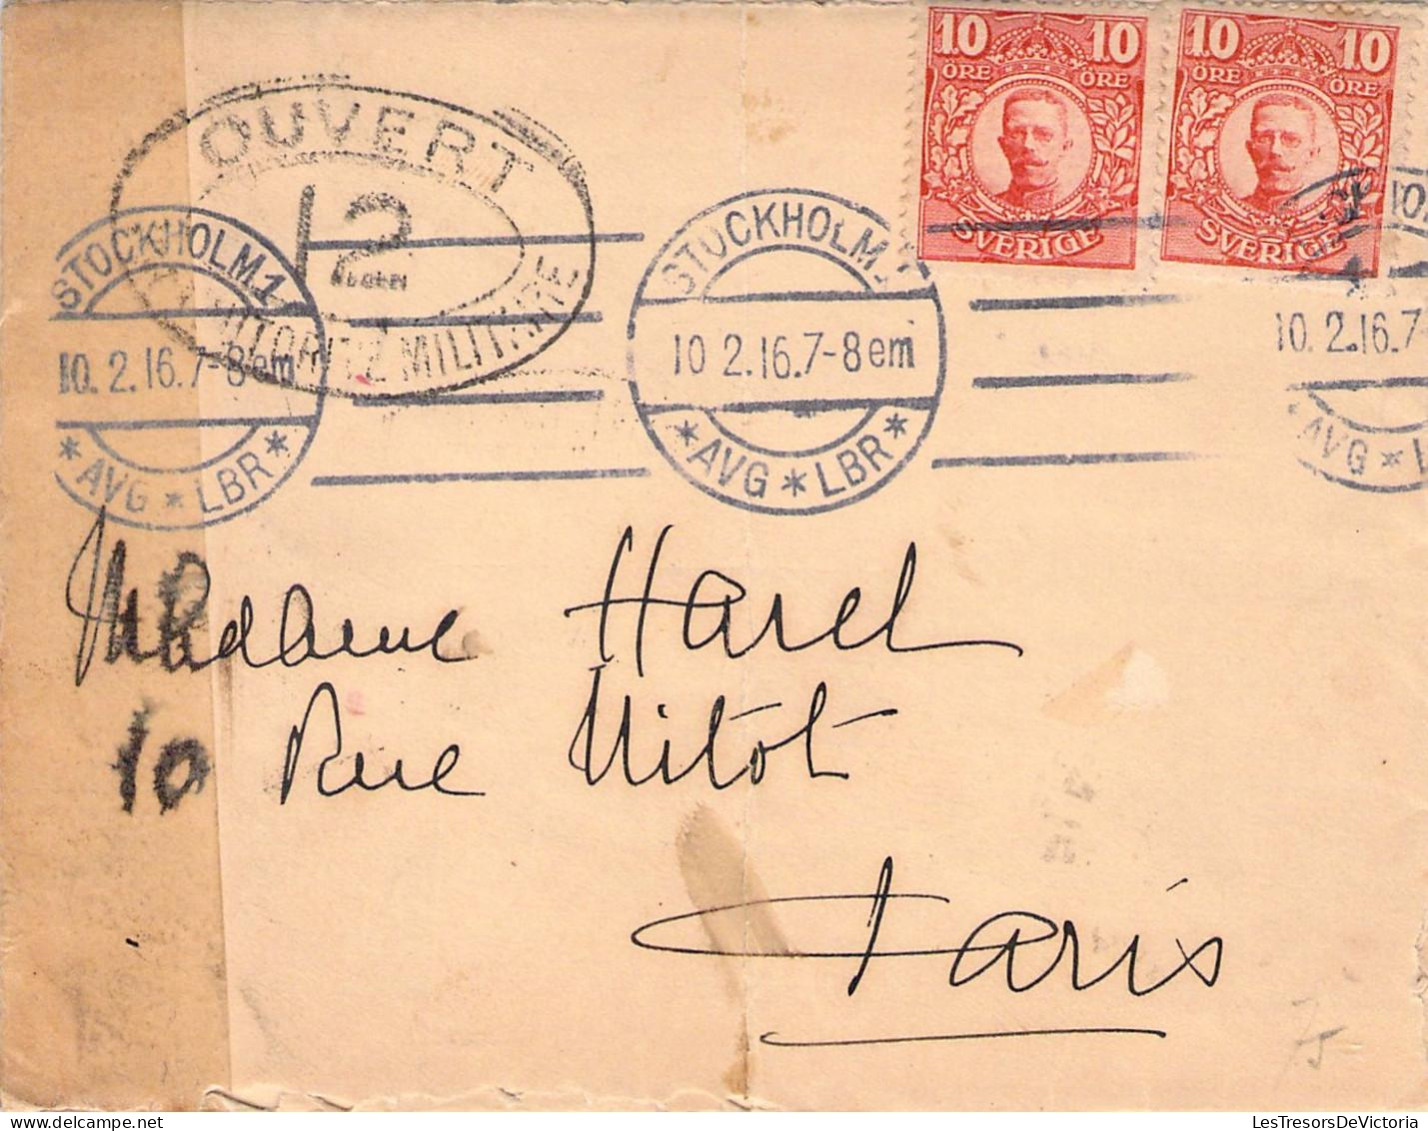 10 10
ÖRE ÖRE
SVERIGE
10 10
ÖRE ÖRE
SVERIGE
OUVERT
12
MILITAIRE
STOCKHOLM.1
10. 2. 16. 7-8 em
* AVG * LBR *
STOCKHOLM.1
10 2. 16. 7-8 em
* AVG * LBR *
10. 2. 16. 7
AVG *
Madame Harel
10 Rue Nitot
Paris
LesTresorsDeVictoria